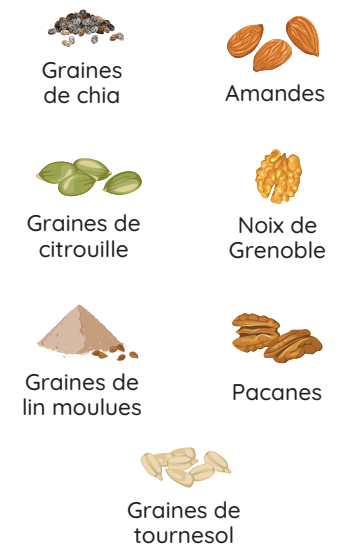 Graines
de chia
Amandes
Graines de
citrouille
Noix de
Grenoble
Graines de
lin moulues
Pacanes
Graines de
tournesol